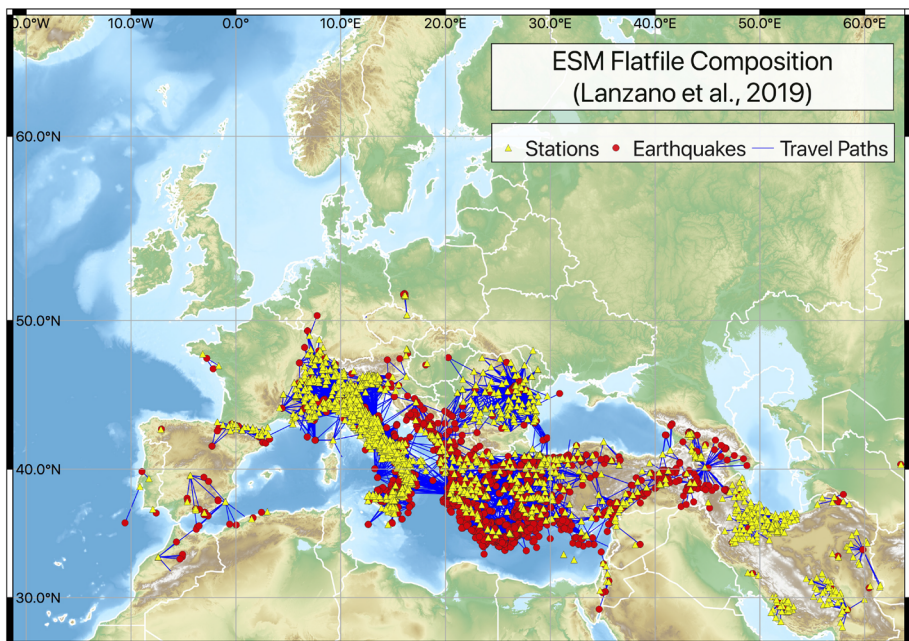 20.0°W 10.0°W 0.0° 10.0°E 20.0°E 30.0°E 40.0°E 50.0°E 60.0°E
ESM Flatfile Composition
(Lanzano et al., 2019)
60.0°N
Stations Earthquakes Travel Paths
50.0°N
40.0°N
30.0°N